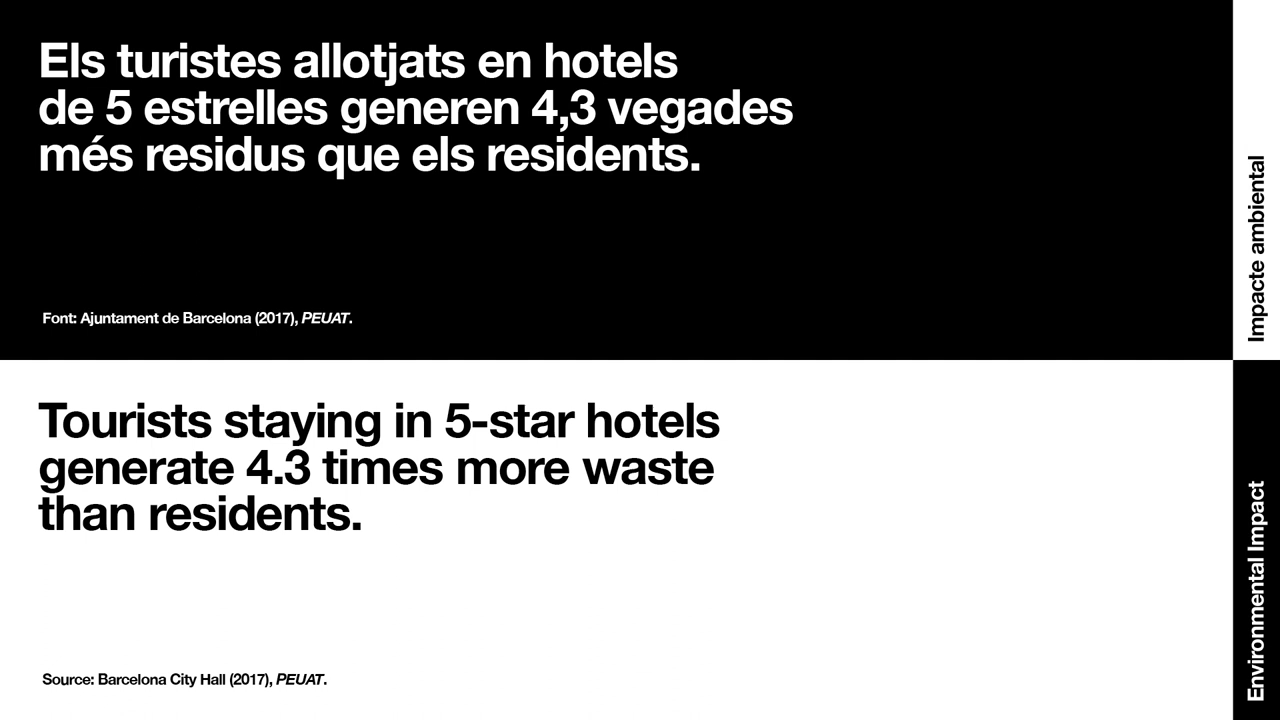 Els turistes allotjats en hotels
de 5 estrelles generen 4,3 vegades
més residus que els residents.
Font: Ajuntament de Barcelona (2017), PEUAT.
Impacte ambiental
Tourists staying in 5-star hotels
generate 4.3 times more waste
than residents.
Source: Barcelona City Hall (2017), PEUAT.
Environmental Impact